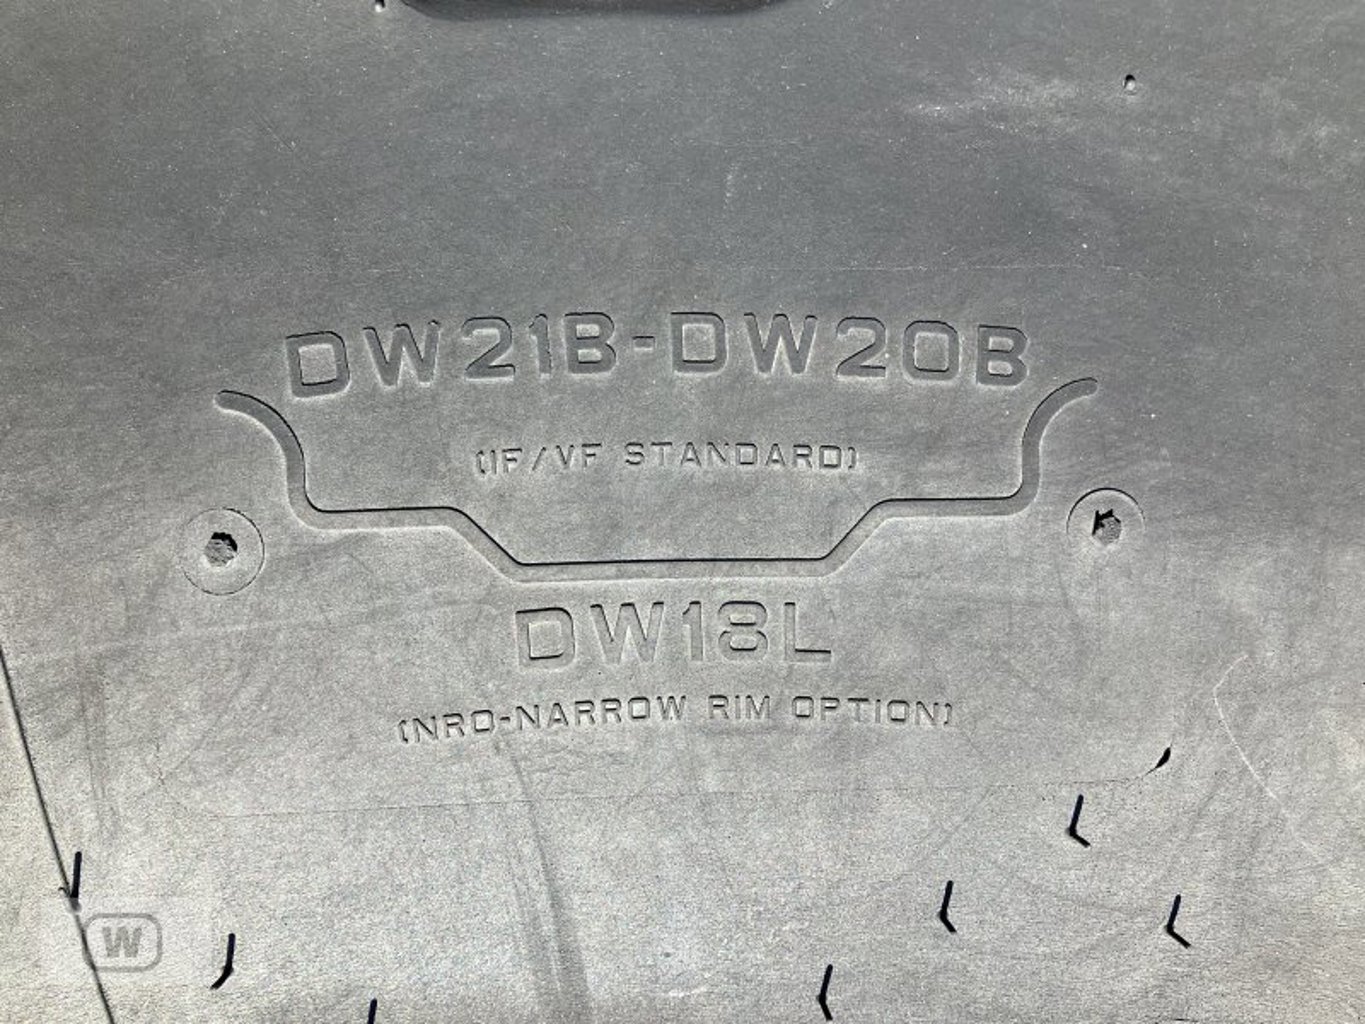 DW21B-DW20B
(IF/VF STANDARD)
DW18L
(NRO-NARROW RIM OPTION)
W